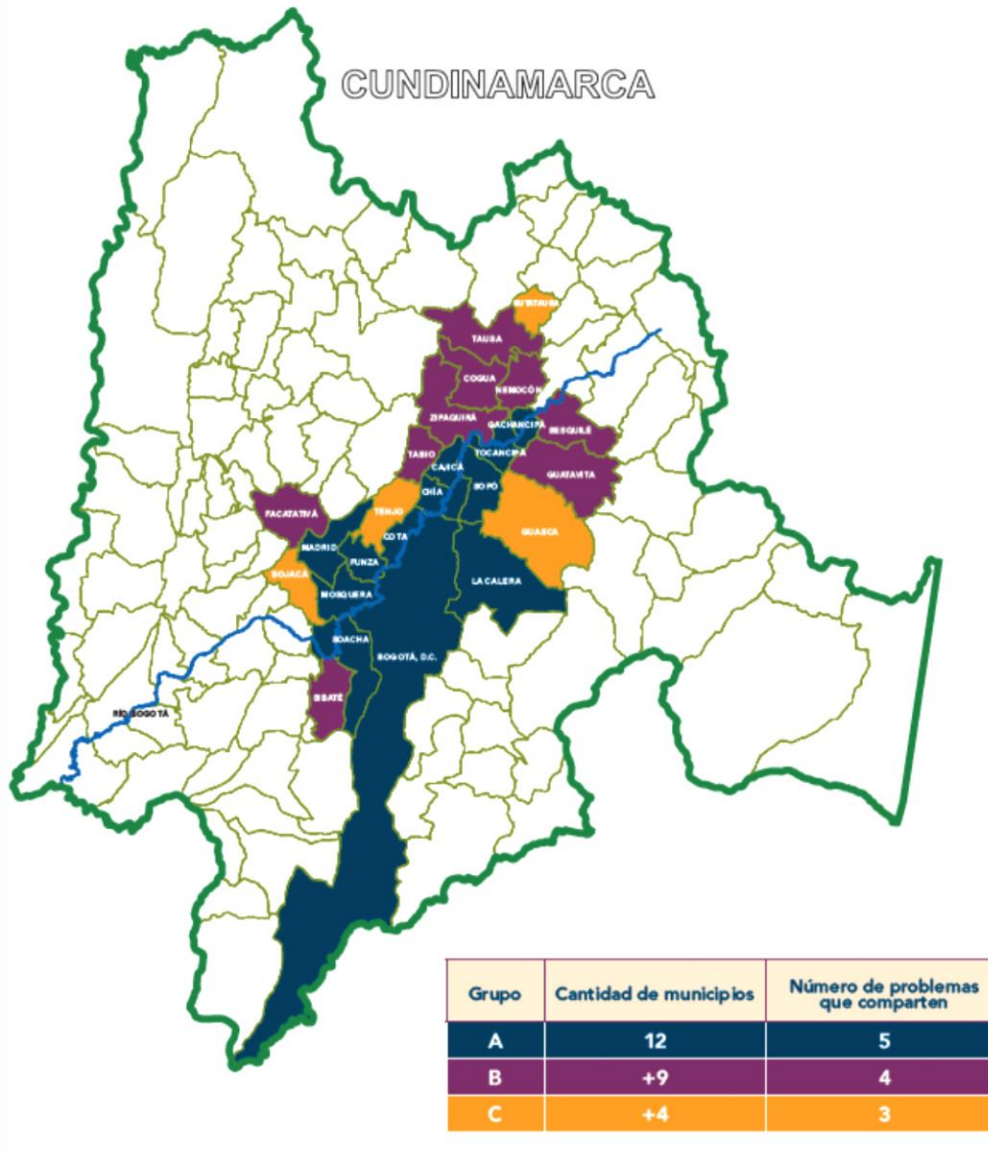 CUNDINAMARCA
SUTATAUSA
TAUSA
COGUA
NEMOCÓN
ZIPAQUIRÁ
GACHANCIPÁ
SESQUILÉ
TABIO
TOCANCIPÁ
CAJICÁ
GUATAVITA
CHÍA
SOPÓ
FACATATIVÁ
TENJO
GUASCA
COTA
MADRID
FUNZA
BOJACÁ
LA CALERA
MOSQUERA
SOACHA
BOGOTÁ, D.C.
SIBATÉ
RÍO BOGOTÁ
Grupo Cantidad de municipios Número de problemas
que comparten
A 12 5
B +9 4
C +4 3